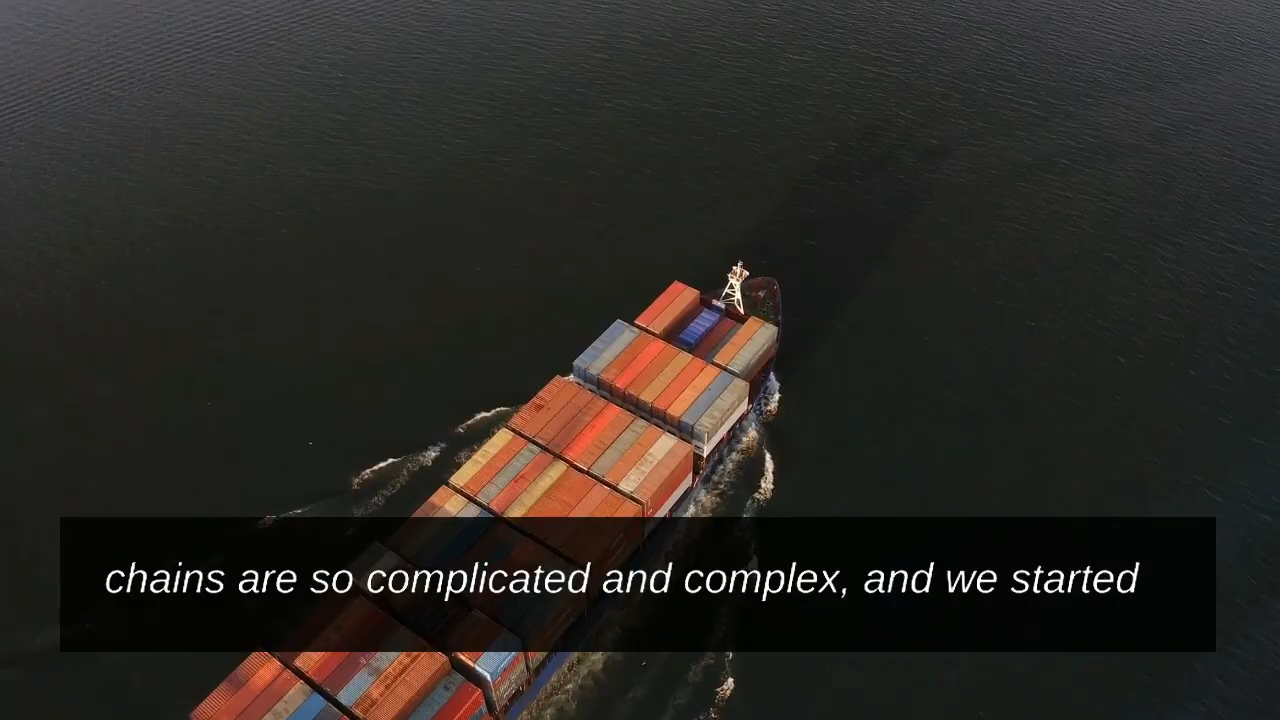 chains are so complicated and complex, and we started